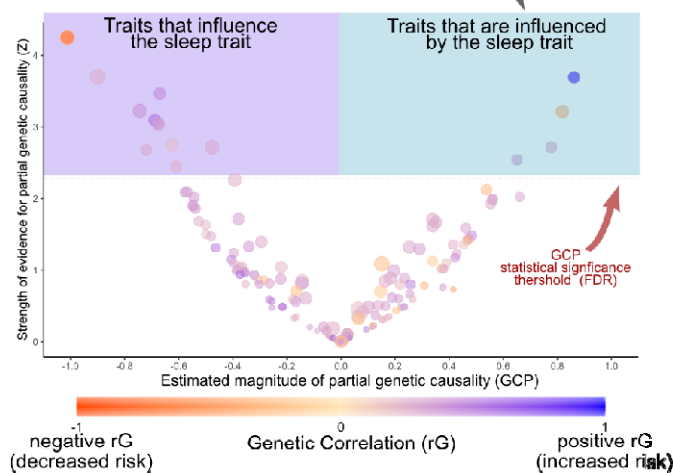 Traits that influence
the sleep trait
Traits that are influenced
by the sleep trait
Strength of evidence for partial genetic causality (Z)
4
3
2
1
0
GCP
statistical signficance
thershold (FDR)
-1.0 -0.8 -0.6 -0.4 -0.2 0.0 0.2 0.4 0.6 0.8 1.0
Estimated magnitude of partial genetic causality (GCP)
-1 0 1
negative rG
(decreased risk)
Genetic Correlation (rG)
positive rG
(increased risk)